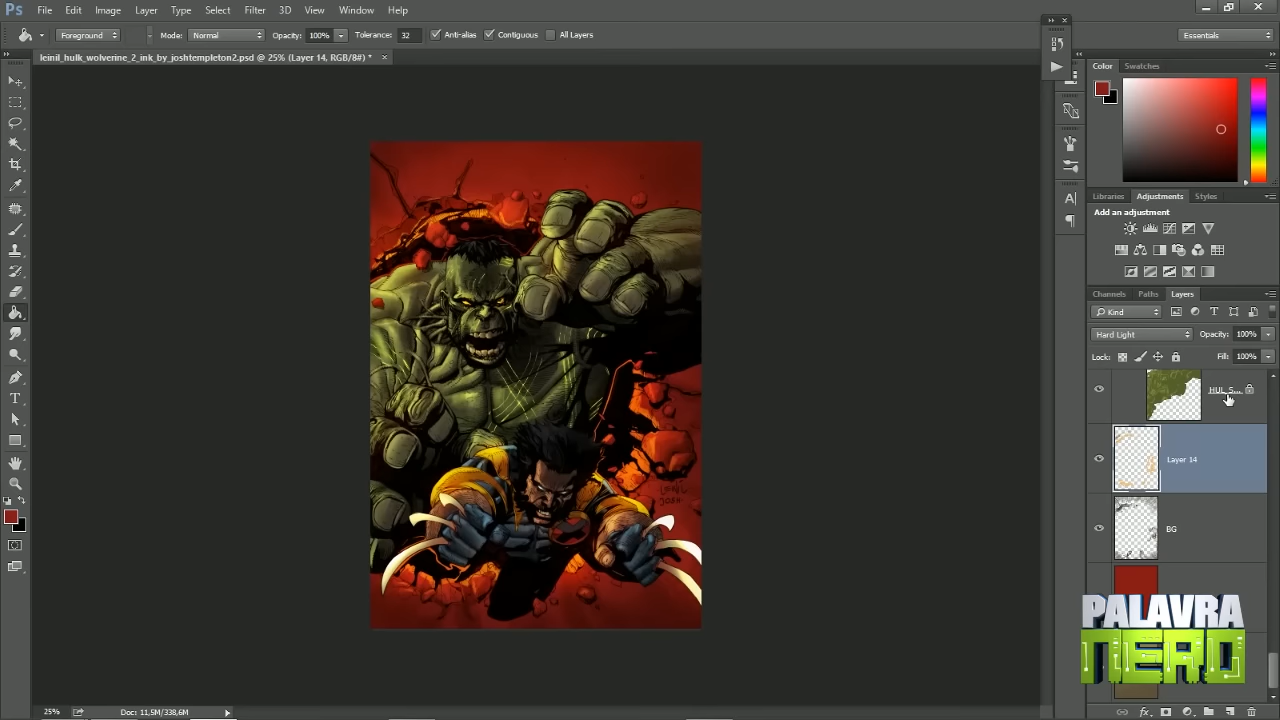 Ps File Edit Image Layer Type Select Filter 3D View Window Help
Foreground Mode: Normal Opacity: 100% Tolerance: 32 Anti-alias Contiguous All Layers Essentials
leinil_hulk_wolverine_2_ink_by_joshtempleton2.psd @ 25% (Layer 14, RGB/8#) *
Color Swatches
Libraries Adjustments Styles
Add an adjustment
Channels Paths Layers
Kind
Hard Light Opacity: 100%
Lock: Fill: 100%
HUL S...
Layer 14
BG
JOSH
PALAVRA
NERD
25% Doc: 11,5M/338,6M